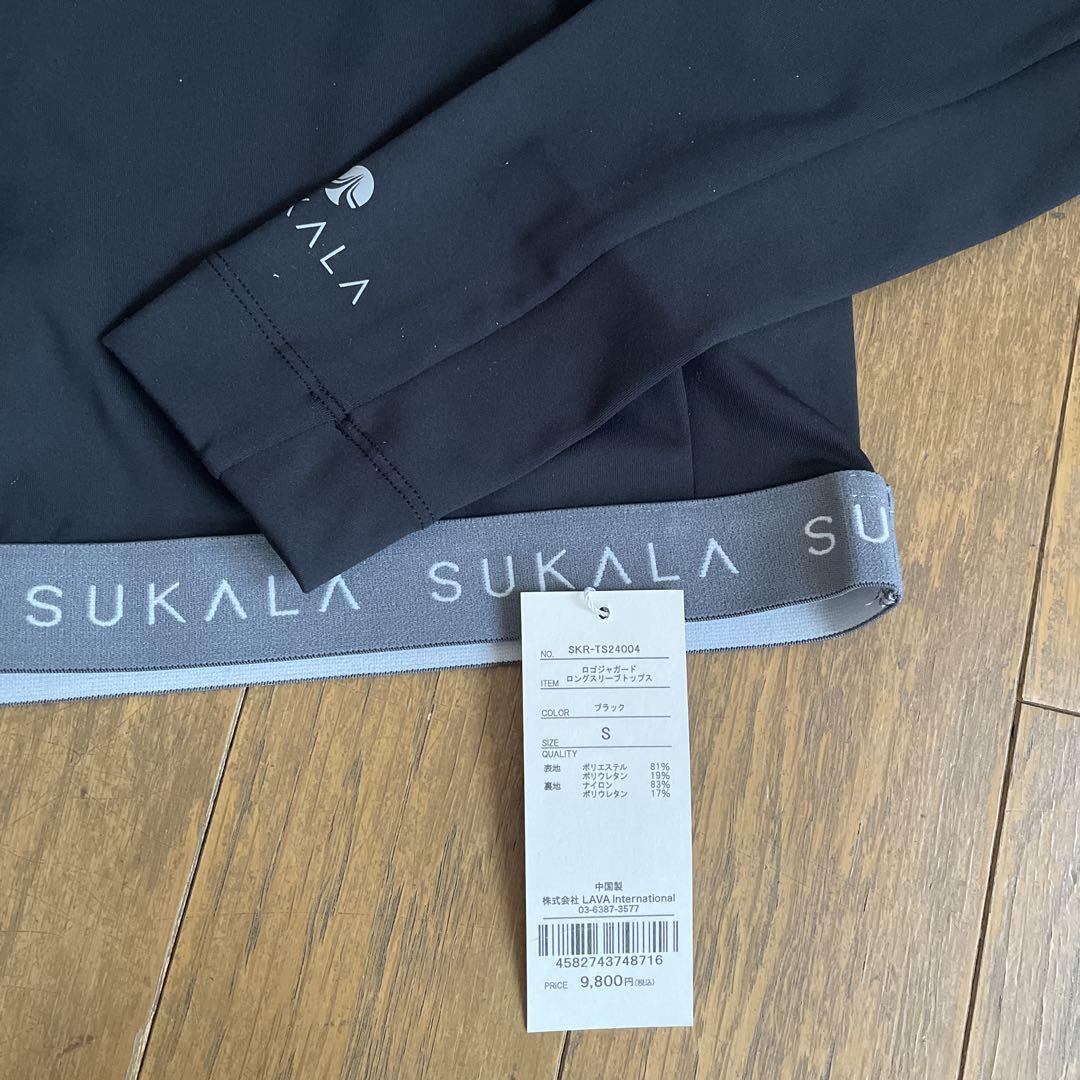 KALA
SUKALA SUKALA SU
NO. SKR-TS24004
ロゴジャガード
ITEM ロングスリーブトップス
COLOR ブラック
SIZE S
QUALITY
表地 ポリエステル 81%
ポリウレタン 19%
裏地 ナイロン 83%
ポリウレタン 17%
中国製
株式会社 LAVA International
03-6387-3577
4582743748716
PRICE 9,800円(税込)